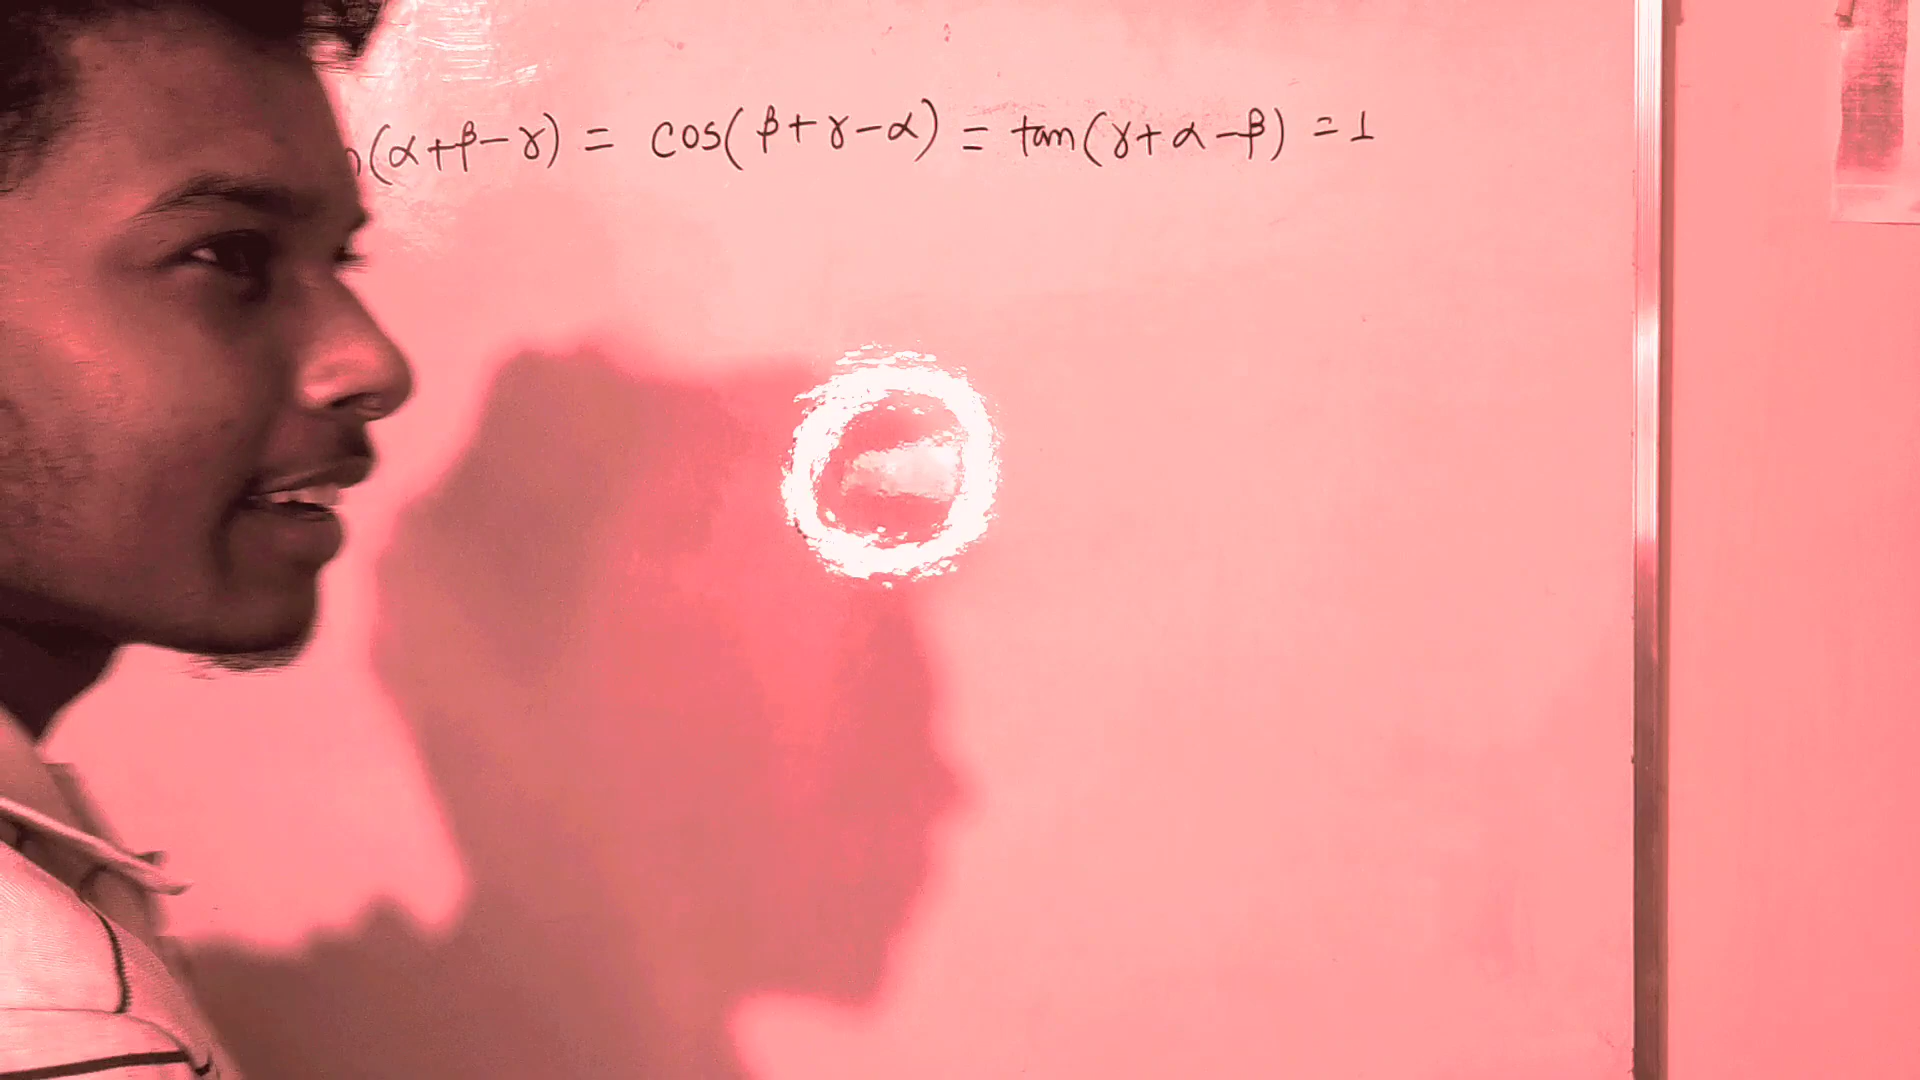 (α+β-γ) = cos(β+γ-α) = tan(γ+α-β) = 1